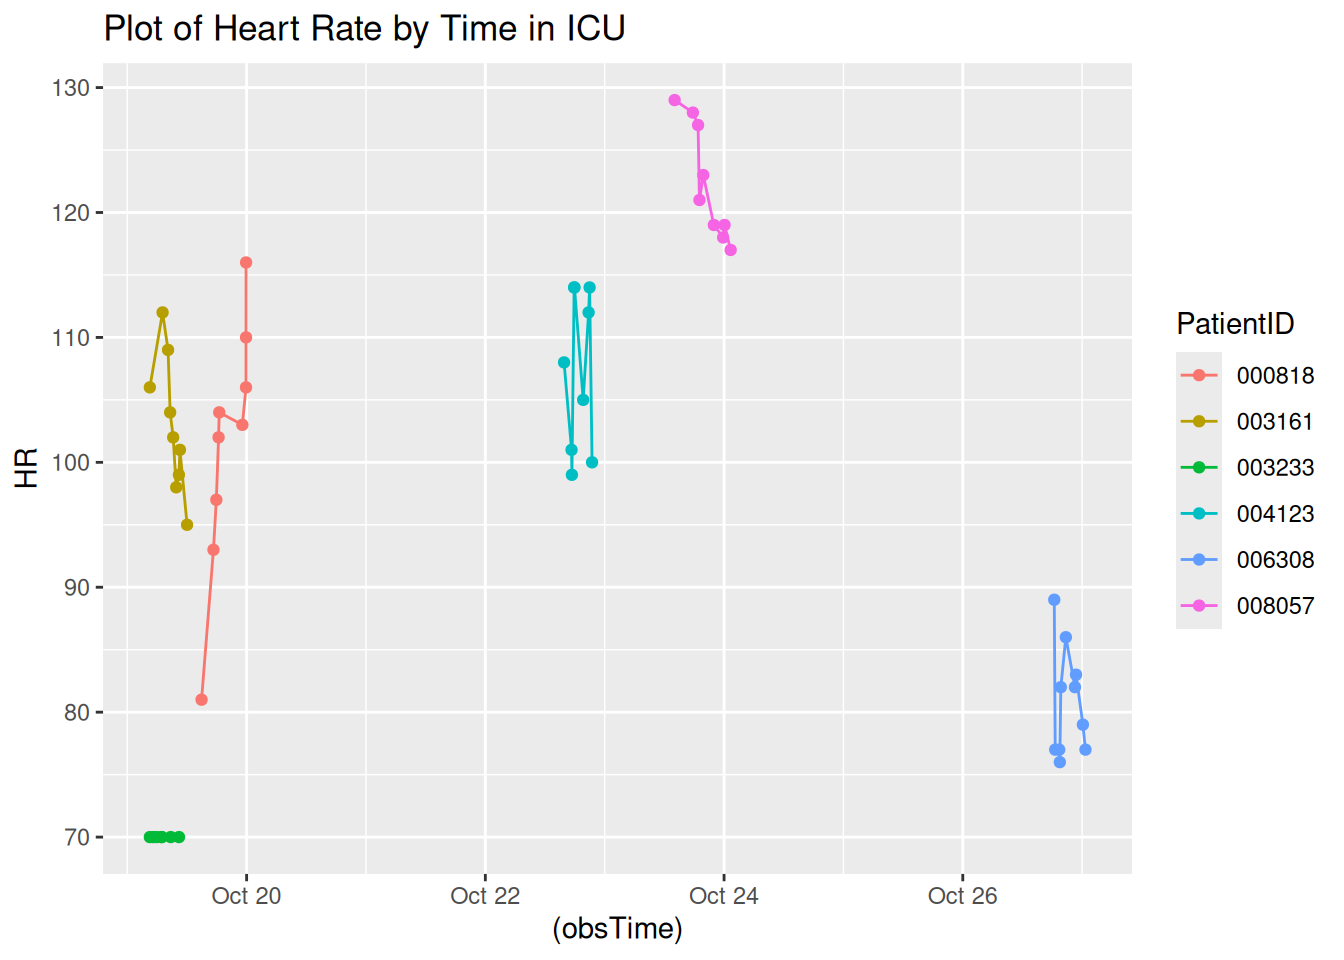 Plot of Heart Rate by Time in ICU
130
120
110
100
90
80
70
HR
Oct 20
Oct 22
Oct 24
Oct 26
(obsTime)
PatientID
000818
003161
003233
004123
006308
008057